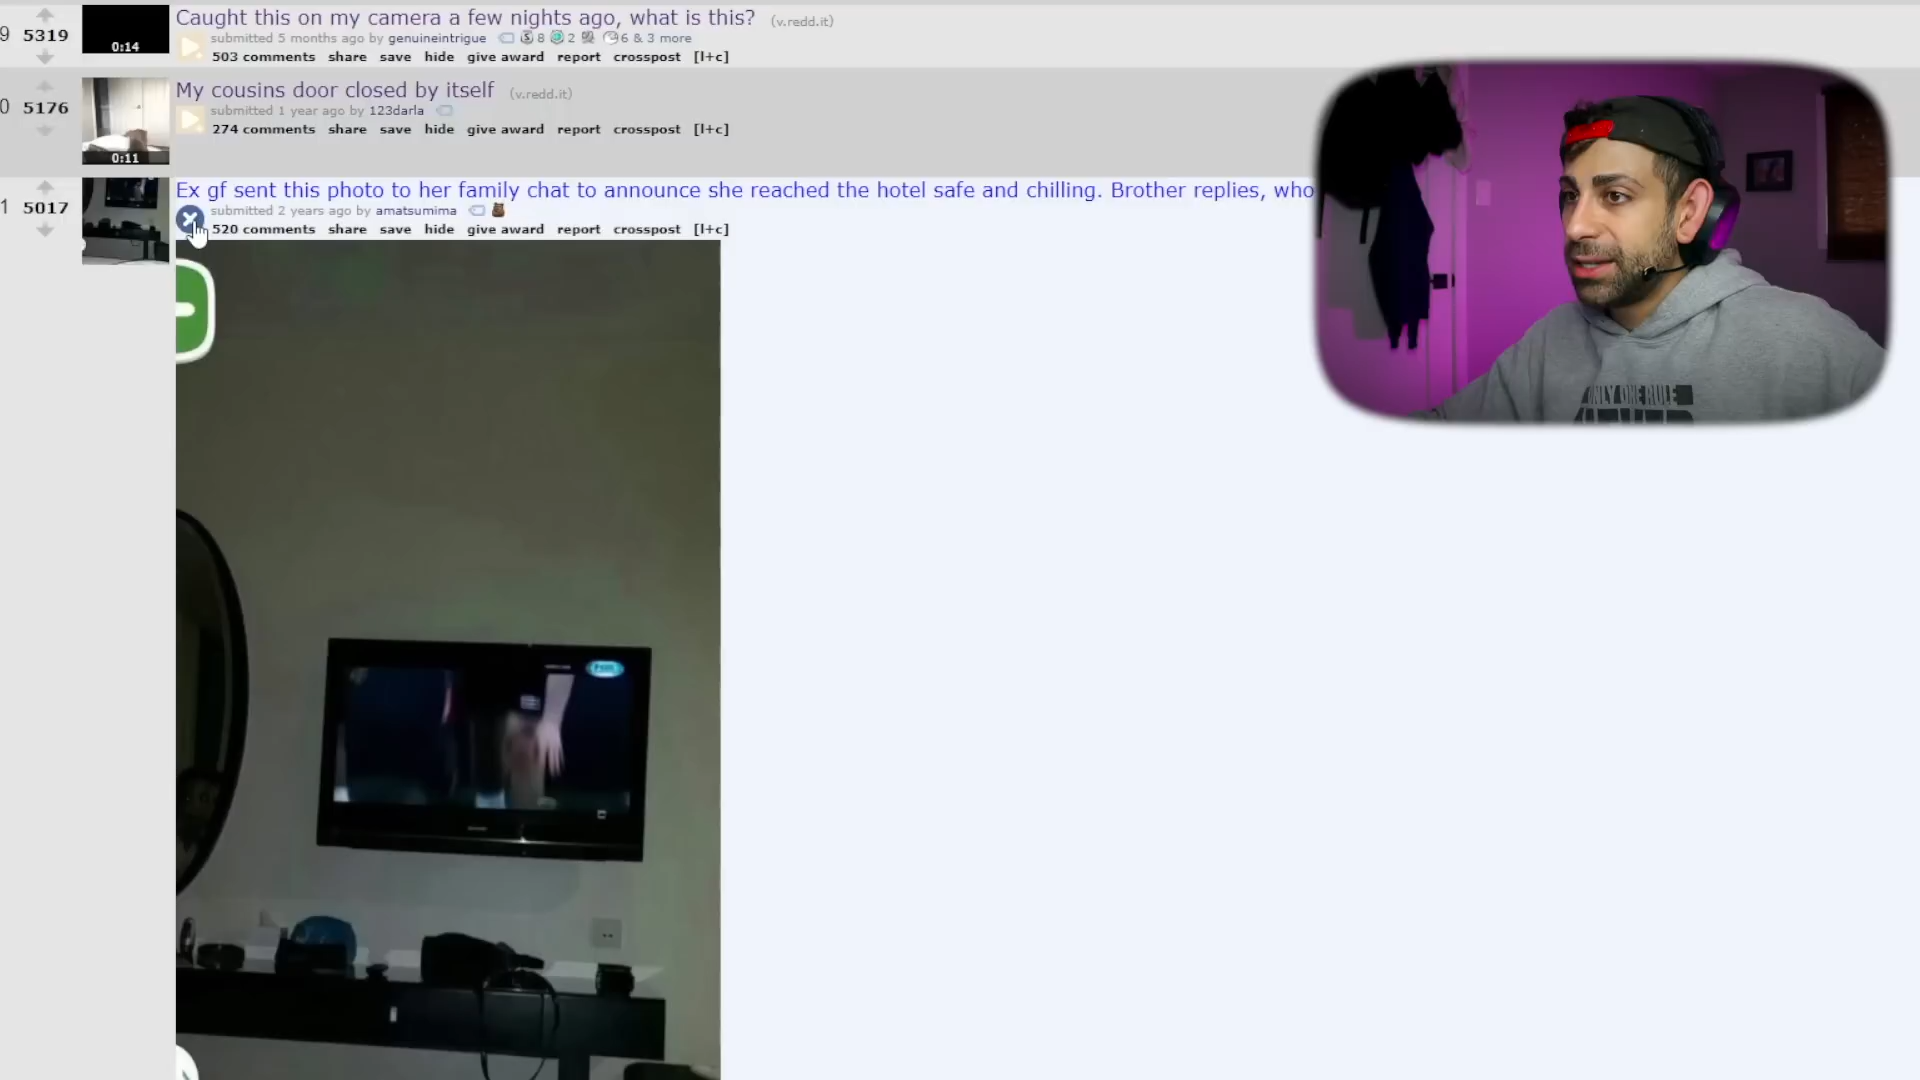 Caught this on my camera a few nights ago, what is this? (v.redd.it)
9 5319
submitted 5 months ago by genuineintrigue 8 2 6 & 3 more
0:14
503 comments share save hide give award report crosspost [l+c]
My cousins door closed by itself (v.redd.it)
0 5176
submitted 1 year ago by 123darla
274 comments share save hide give award report crosspost [l+c]
0:11
Ex gf sent this photo to her family chat to announce she reached the hotel safe and chilling. Brother replies, who
1 5017
submitted 2 years ago by amatsumima
520 comments share save hide give award report crosspost [l+c]
ONLY ONE RULE